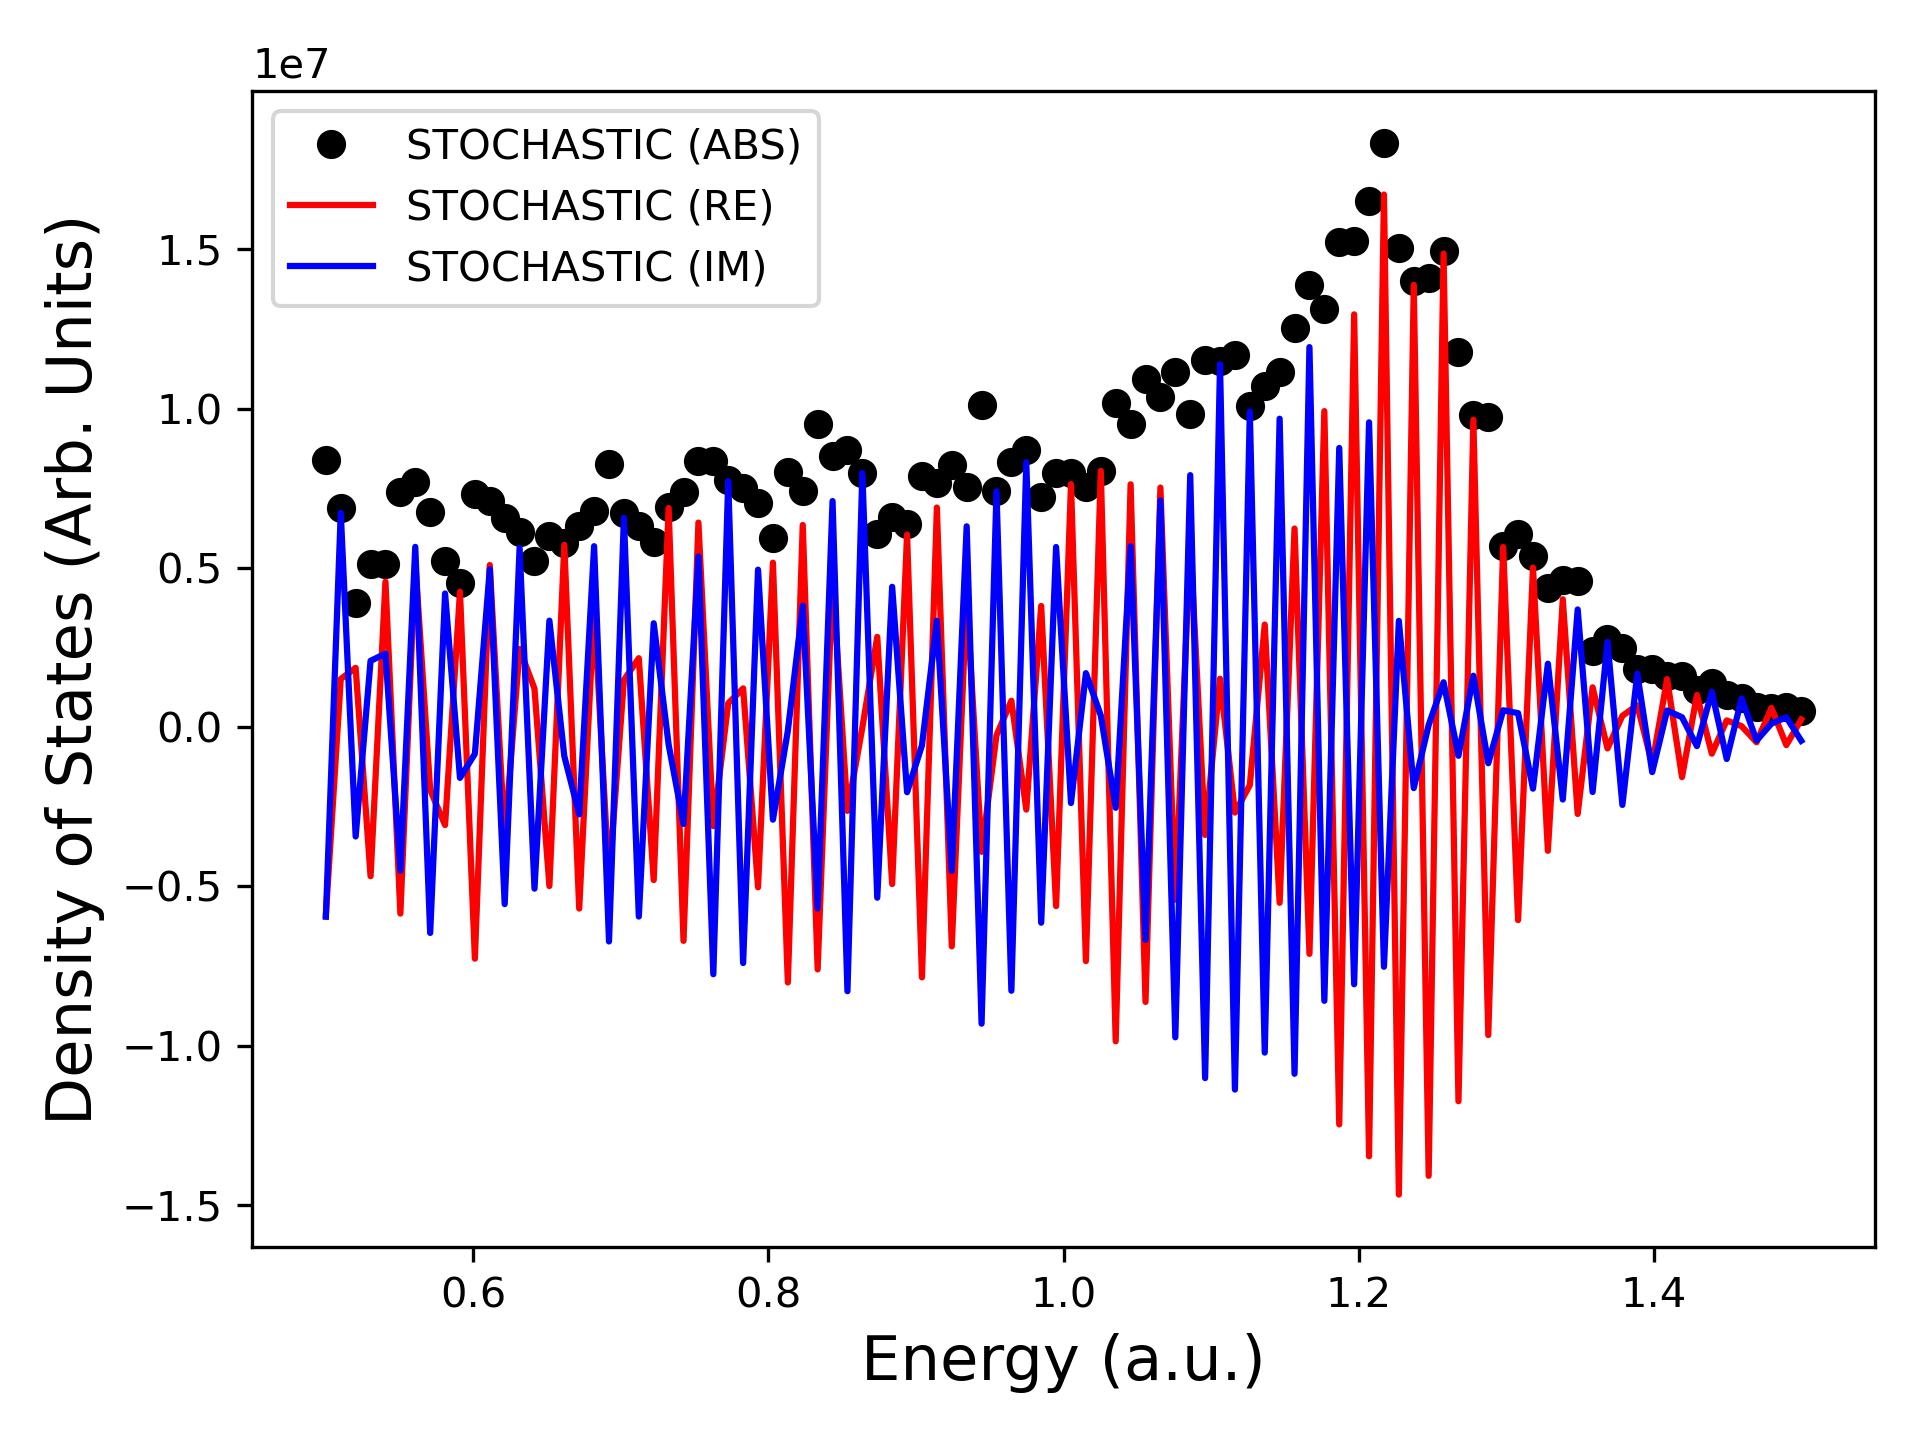 1e7
STOCHASTIC (ABS)
STOCHASTIC (RE)
STOCHASTIC (IM)
Density of States (Arb. Units)
1.5
1.0
0.5
0.0
−0.5
−1.0
−1.5
0.6 0.8 1.0 1.2 1.4
Energy (a.u.)